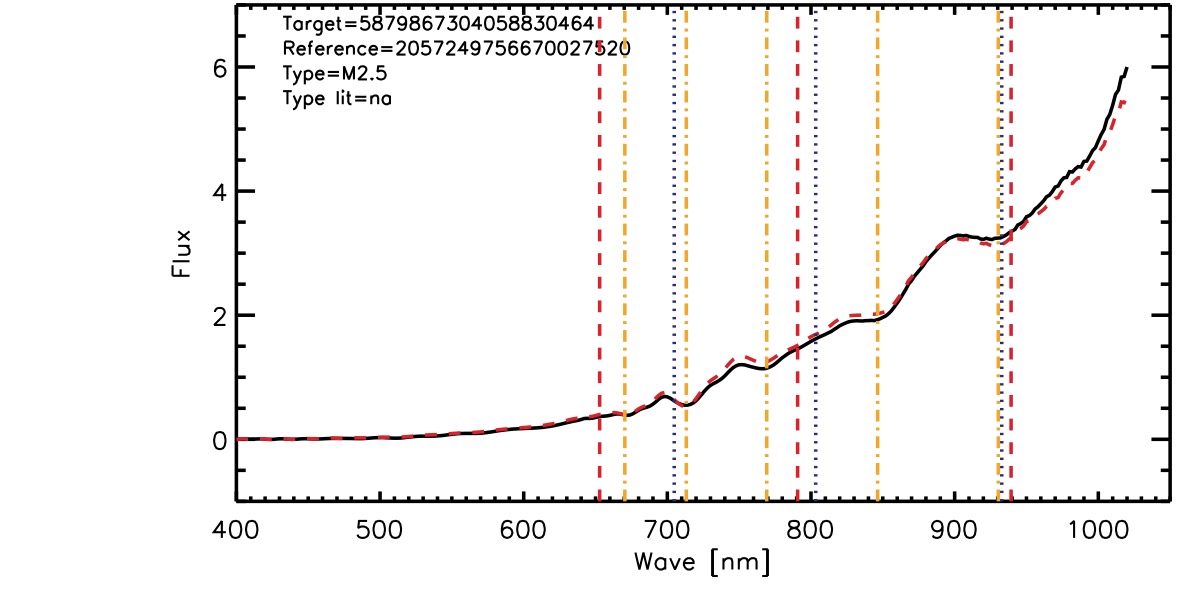 Target=5879867304058830464
Reference=2057249756670027520
Type=M2.5
Type lit=na
6
4
2
0
Flux
400 500 600 700 800 900 1000
Wave [nm]